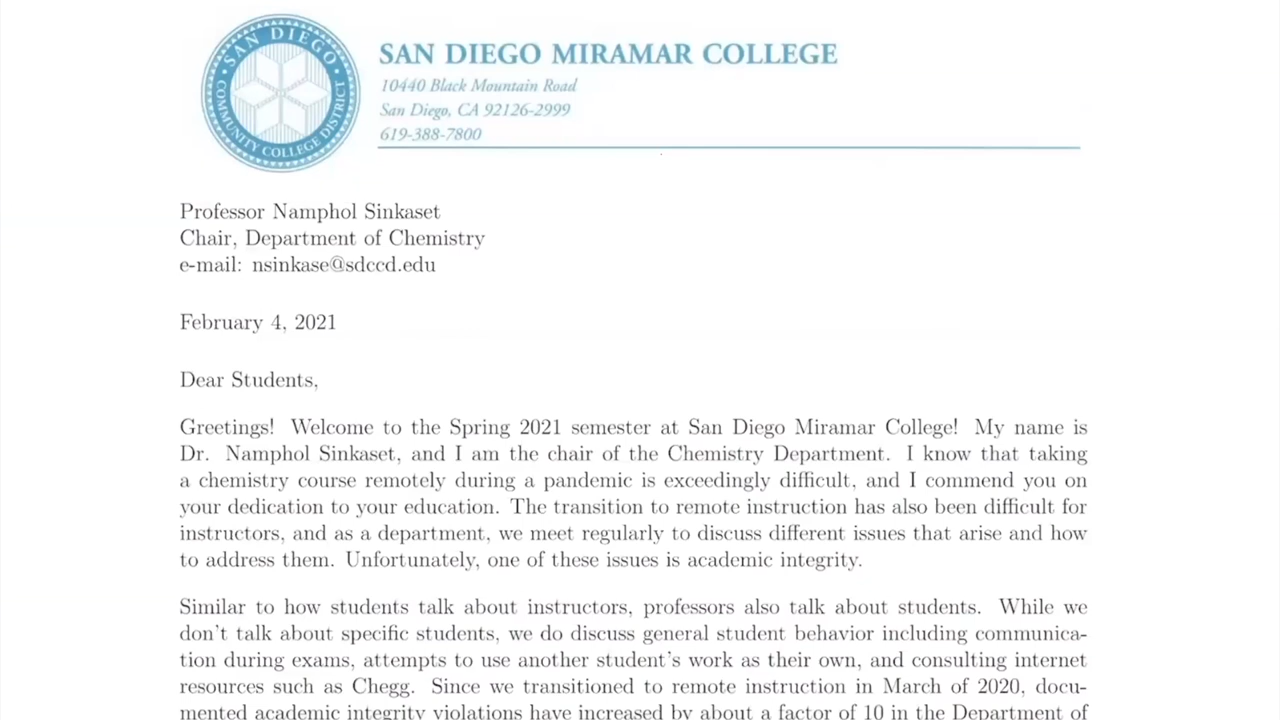 SAN DIEGO
COMMUNITY COLLEGE DISTRICT
SAN DIEGO MIRAMAR COLLEGE
10440 Black Mountain Road
San Diego, CA 92126-2999
619-388-7800
Professor Namphol Sinkaset
Chair, Department of Chemistry
e-mail: nsinkase@sdccd.edu
February 4, 2021
Dear Students,
Greetings! Welcome to the Spring 2021 semester at San Diego Miramar College! My name is
Dr. Namphol Sinkaset, and I am the chair of the Chemistry Department. I know that taking
a chemistry course remotely during a pandemic is exceedingly difficult, and I commend you on
your dedication to your education. The transition to remote instruction has also been difficult for
instructors, and as a department, we meet regularly to discuss different issues that arise and how
to address them. Unfortunately, one of these issues is academic integrity.
Similar to how students talk about instructors, professors also talk about students. While we
don't talk about specific students, we do discuss general student behavior including communica-
tion during exams, attempts to use another student's work as their own, and consulting internet
resources such as Chegg. Since we transitioned to remote instruction in March of 2020, docu-
mented academic integrity violations have increased by about a factor of 10 in the Department of